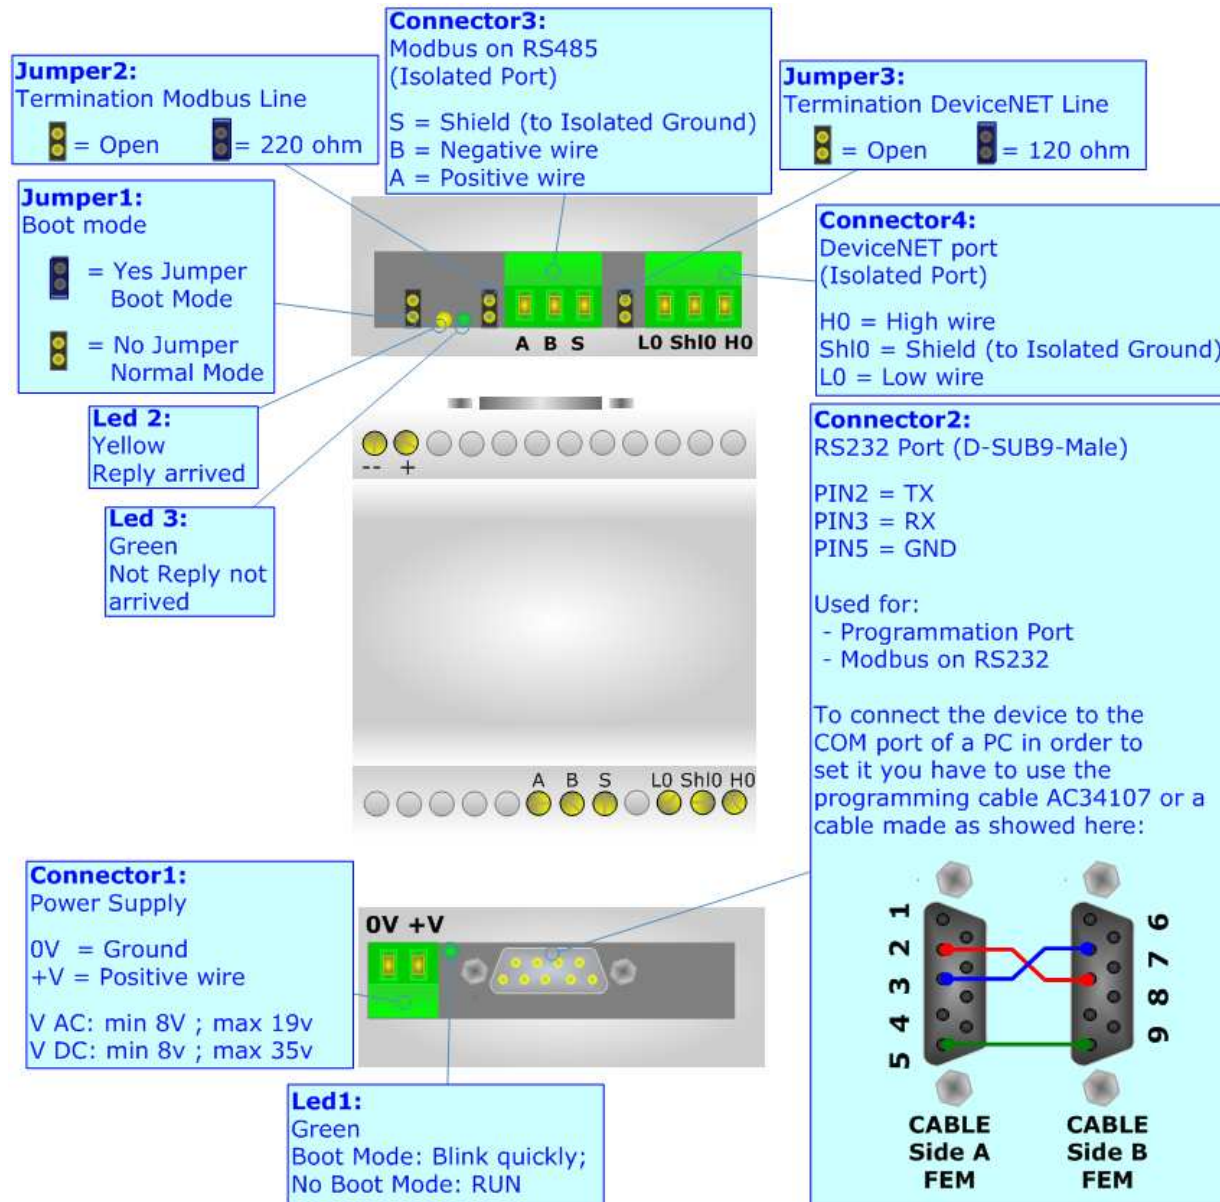 Connector3:
Modbus on RS485
(Isolated Port)
S = Shield (to Isolated Ground)
B = Negative wire
A = Positive wire
Jumper2:
Termination Modbus Line
= Open = 220 ohm
Jumper3:
Termination DeviceNET Line
= Open = 120 ohm
Jumper1:
Boot mode
= Yes Jumper
Boot Mode
= No Jumper
Normal Mode
Connector4:
DeviceNET port
(Isolated Port)
H0 = High wire
Shl0 = Shield (to Isolated Ground)
L0 = Low wire
A B S L0 Shl0 H0
Led 2:
Yellow
Reply arrived
Led 3:
Green
Not Reply not
arrived
-- +
Connector2:
RS232 Port (D-SUB9-Male)
PIN2 = TX
PIN3 = RX
PIN5 = GND
Used for:
- Programmation Port
- Modbus on RS232
To connect the device to the
COM port of a PC in order to
set it you have to use the
programming cable AC34107 or a
cable made as showed here:
A B S L0 Shl0 H0
Connector1:
Power Supply
0V = Ground
+V = Positive wire
V AC: min 8V ; max 19v
V DC: min 8v ; max 35v
0V +V
Led1:
Green
Boot Mode: Blink quickly;
No Boot Mode: RUN
1
2
3
4
5
6
7
8
9
CABLE
Side A
FEM
CABLE
Side B
FEM